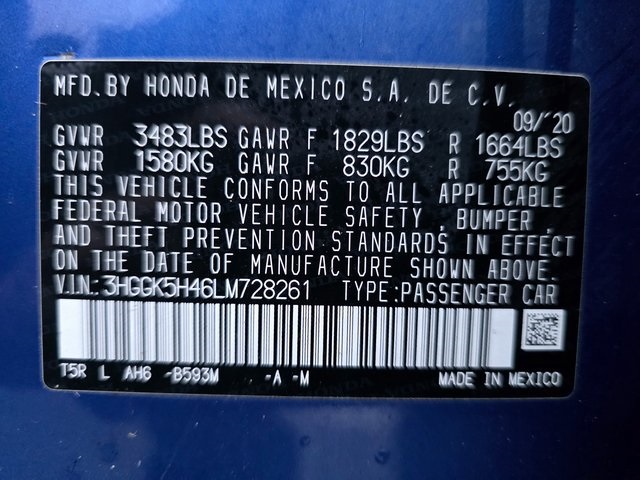 MFD. BY HONDA DE MEXICO S.A. DE C.V.
09/'20
GVWR 3483LBS GAWR F 1829LBS R 1664LBS
GVWR 1580KG GAWR F 830KG R 755KG
THIS VEHICLE CONFORMS TO ALL APPLICABLE
FEDERAL MOTOR VEHICLE SAFETY , BUMPER ,
AND THEFT PREVENTION STANDARDS IN EFFECT
ON THE DATE OF MANUFACTURE SHOWN ABOVE.
V.I.N.: 3HGGK5H46LM728261 TYPE: PASSENGER CAR
T5R L AH6 -B593M -A -M MADE IN MEXICO